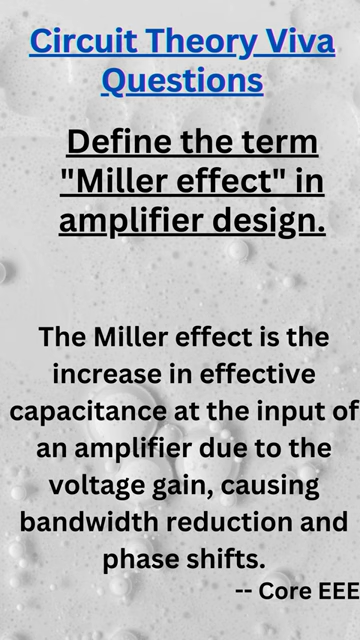 Circuit Theory Viva
Questions
Define the term
"Miller effect" in
amplifier design.
The Miller effect is the
increase in effective
capacitance at the input of
an amplifier due to the
voltage gain, causing
bandwidth reduction and
phase shifts.
-- Core EEE